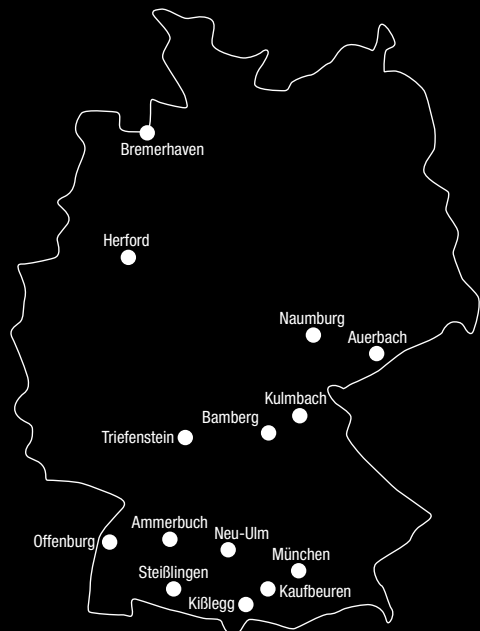 Bremerhaven
Herford
Naumburg
Auerbach
Kulmbach
Bamberg
Triefenstein
Ammerbuch
Neu-Ulm
Offenburg
München
Steißlingen
Kaufbeuren
Kißlegg